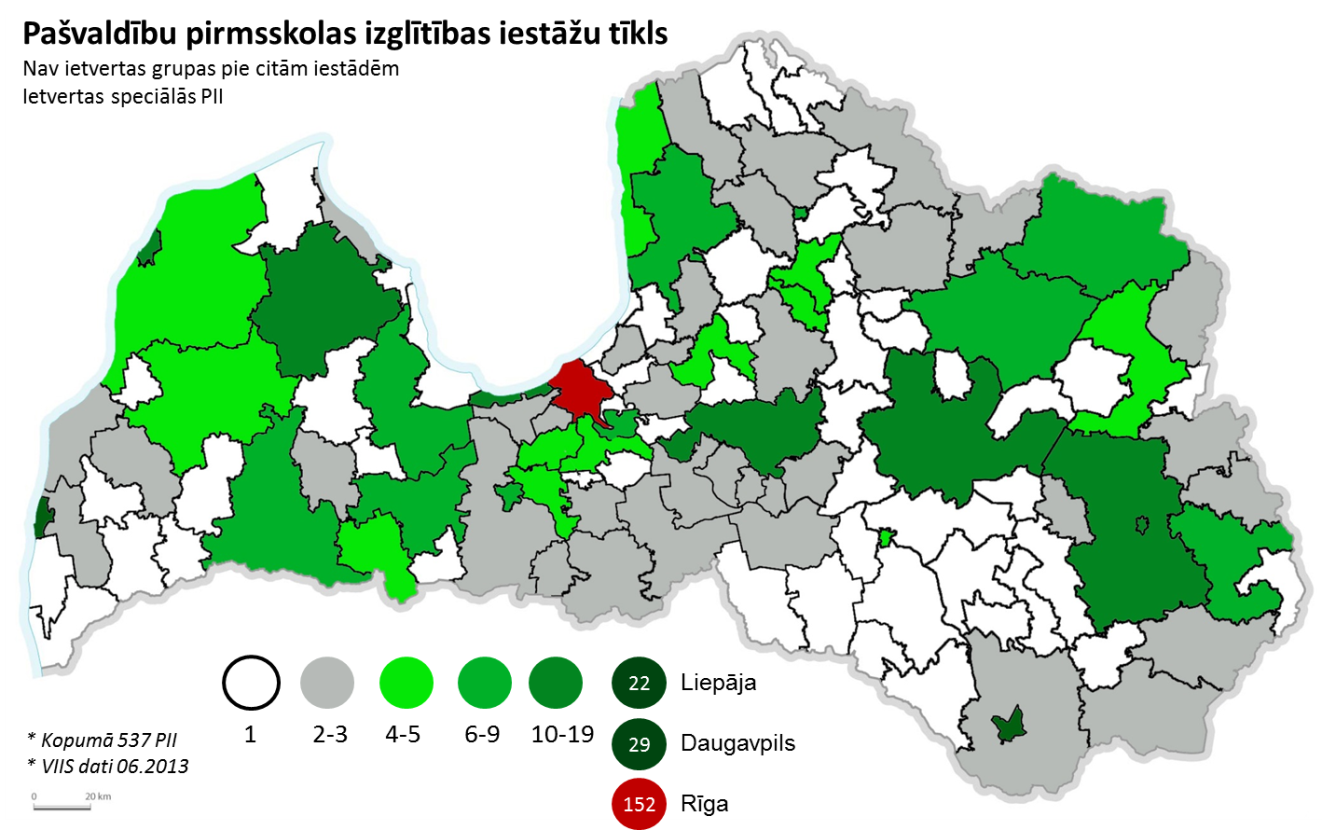 Pašvaldību pirmsskolas izglītības iestāžu tīkls
Nav ietvertas grupas pie citām iestādēm
Ietvertas speciālās PII
22 Liepāja
1 2-3 4-5 6-9 10-19
29 Daugavpils
* Kopumā 537 PII
* VIIS dati 06.2013
0 20 km
152 Rīga